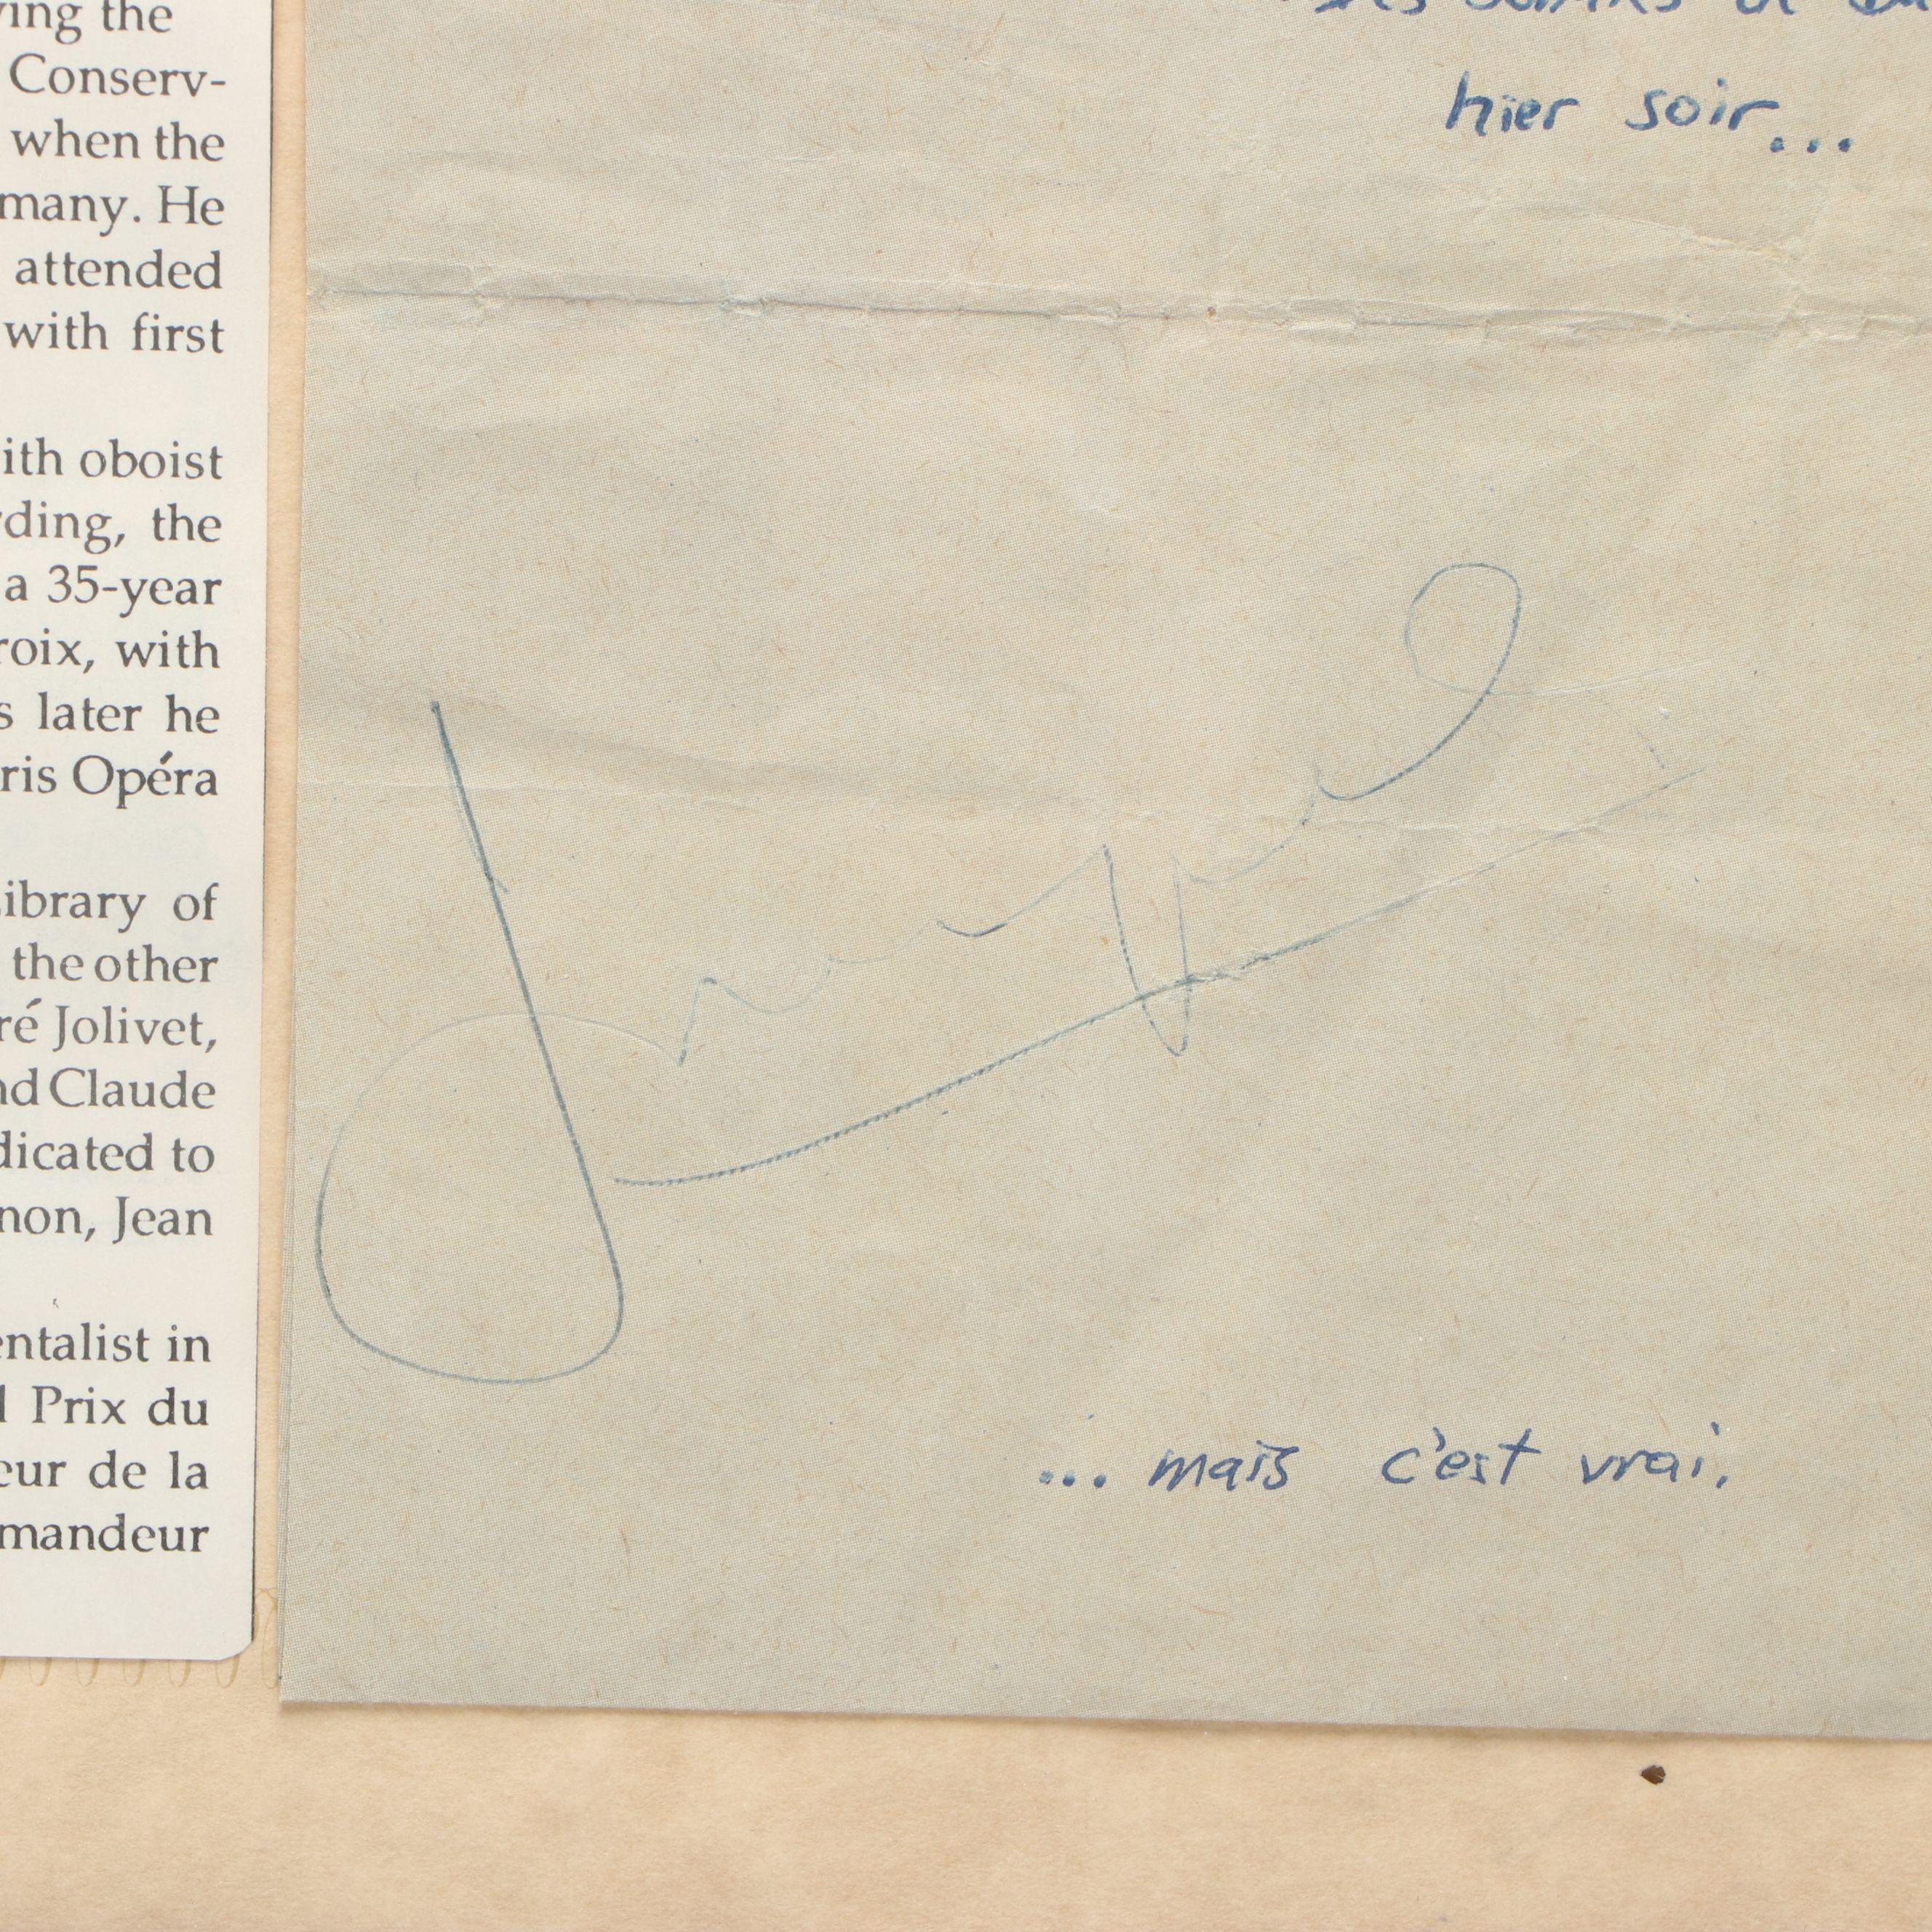 ing the
Conserv-
when the
many. He
attended
with first
ith oboist
ding, the
a 35-year
roix, with
s later he
ris Opéra
ibrary of
the other
ré Jolivet,
nd Claude
dicated to
non, Jean
entalist in
l Prix du
eur de la
mandeur
hier soir...
... mais c'est vrai.